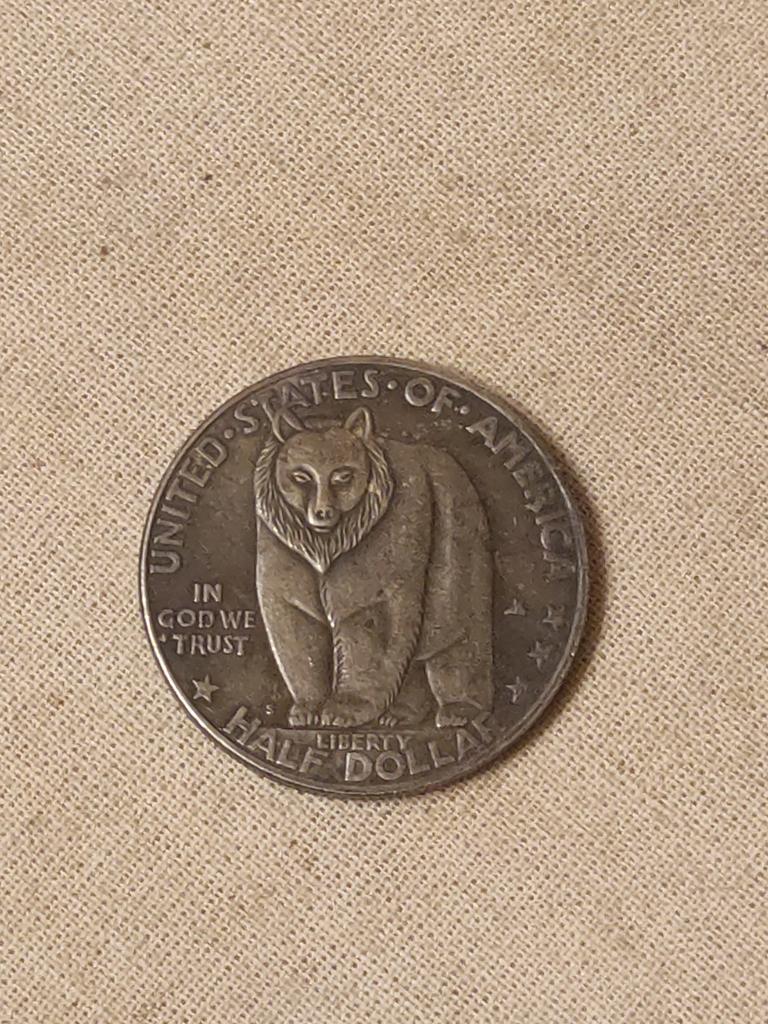 UNITED·STATES·OF·AMERICA
IN
GOD WE
TRUST
S
LIBERTY
HALF DOLLAR